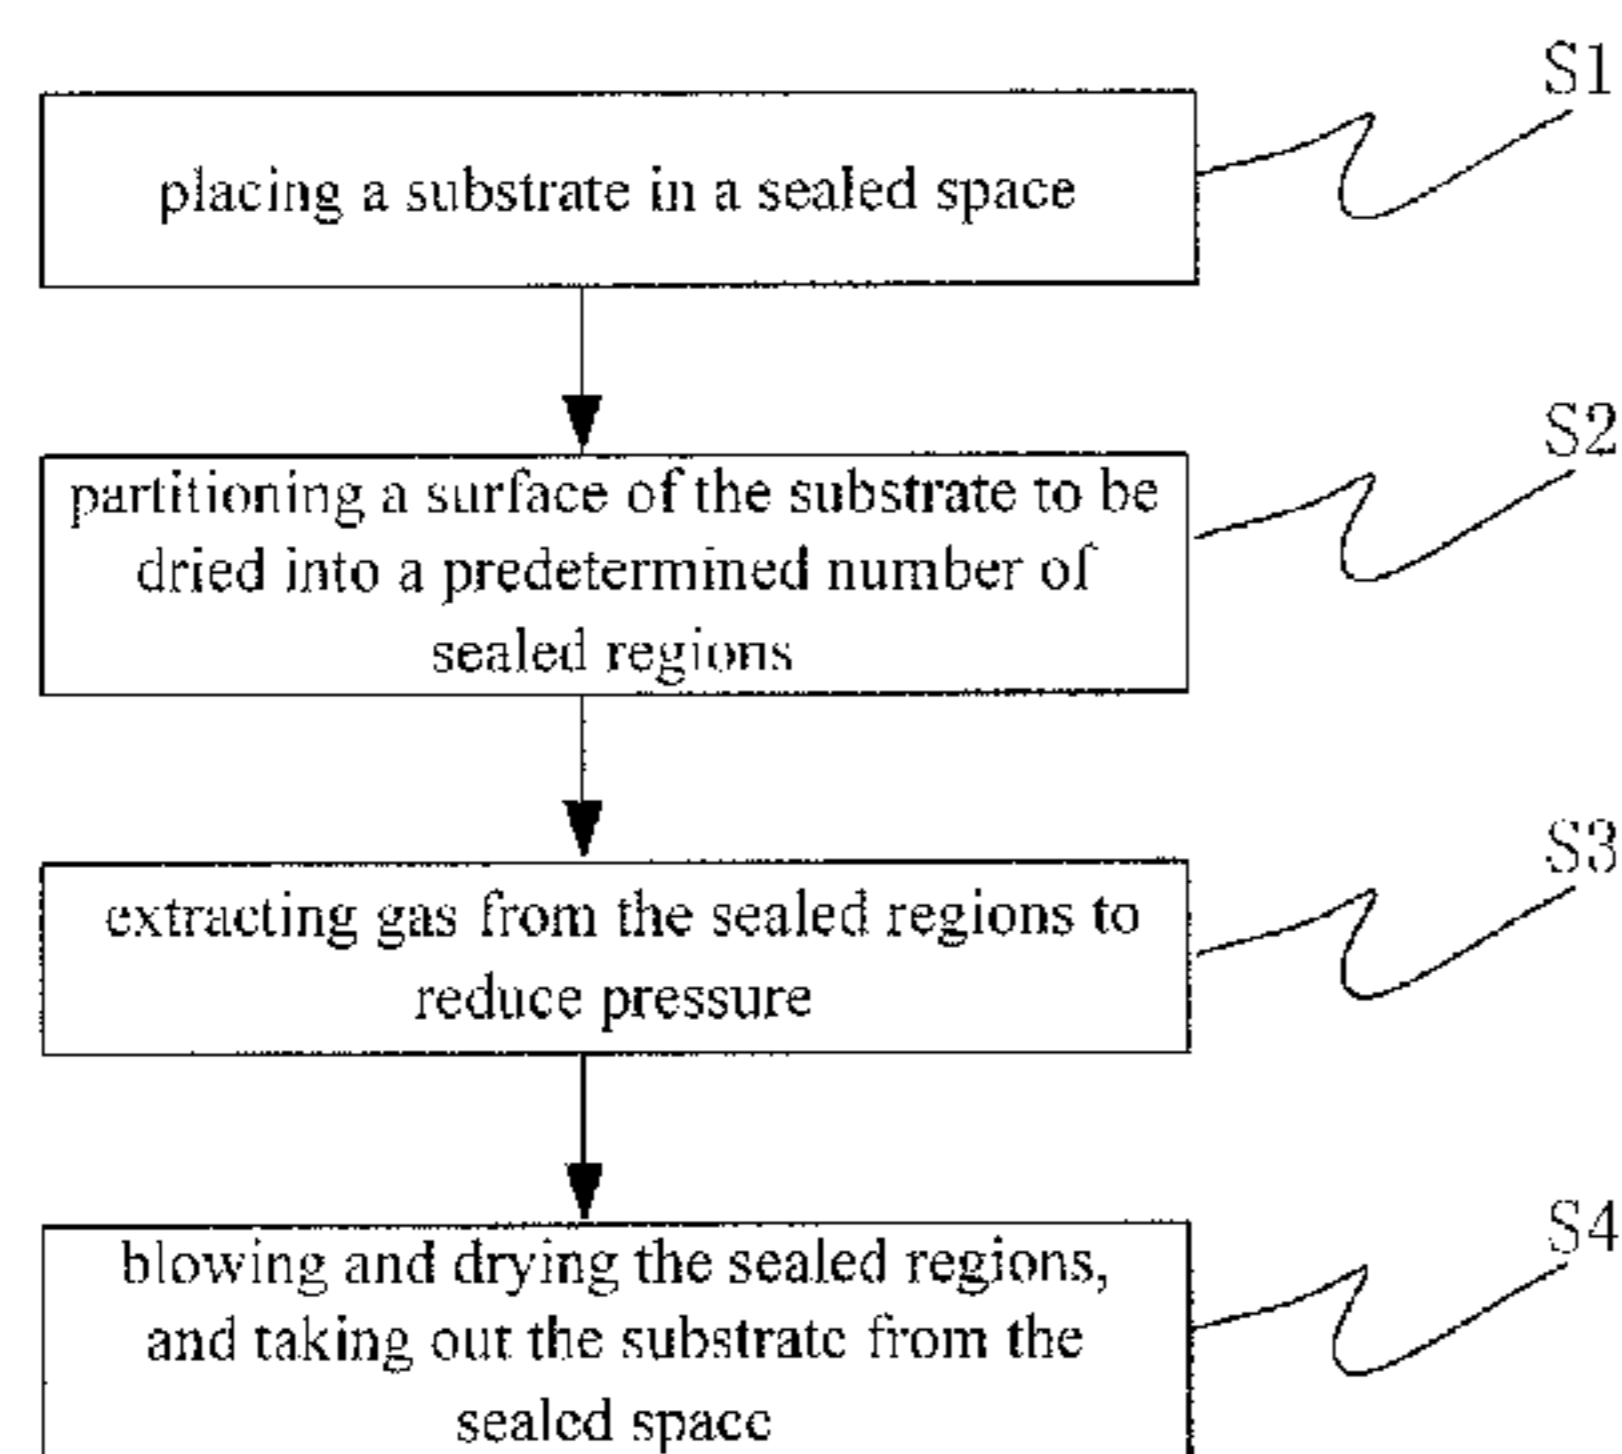 S1
placing a substrate in a sealed space
S2
partitioning a surface of the substrate to be
dried into a predetermined number of
sealed regions
S3
extracting gas from the sealed regions to
reduce pressure
S4
blowing and drying the sealed regions,
and taking out the substrate from the
sealed space